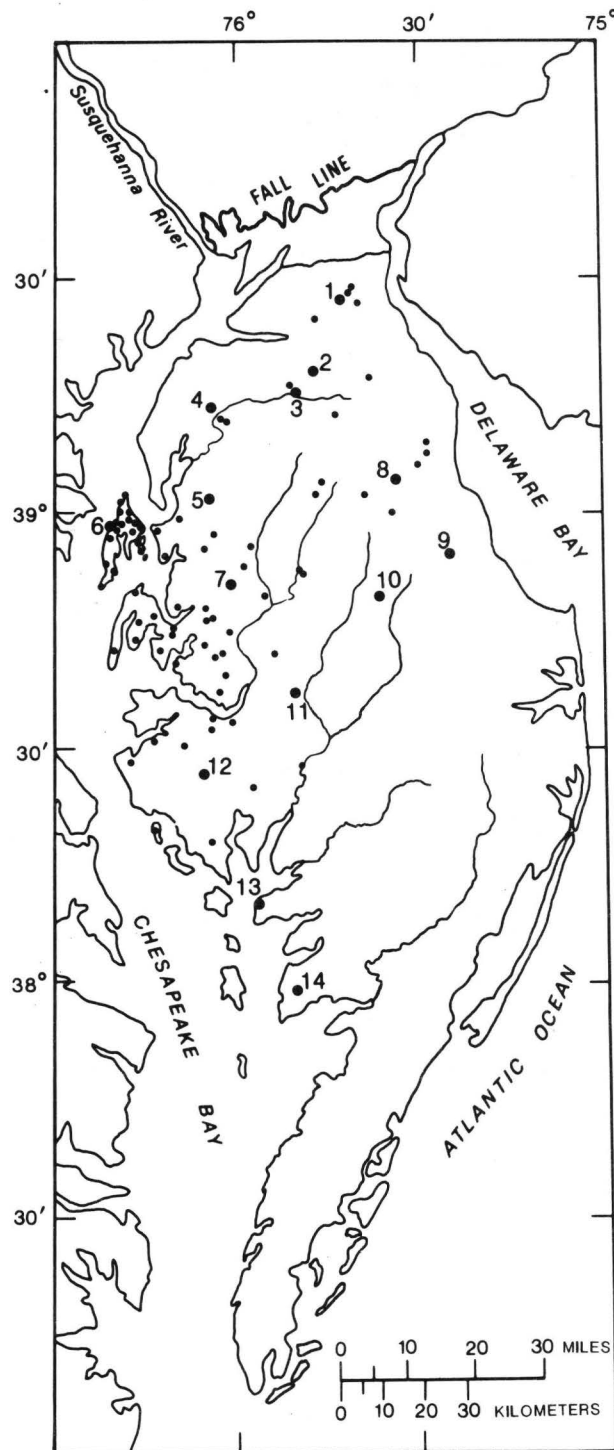 76°
30′
75°
Susquehanna
River
FALL LINE
30′
1
2
3
4
DELAWARE BAY
8
5
39°
6
9
7
10
11
30′
12
13
CHESAPEAKE
BAY
38°
14
ATLANTIC OCEAN
30′
0 10 20 30 MILES
0 10 20 30 KILOMETERS